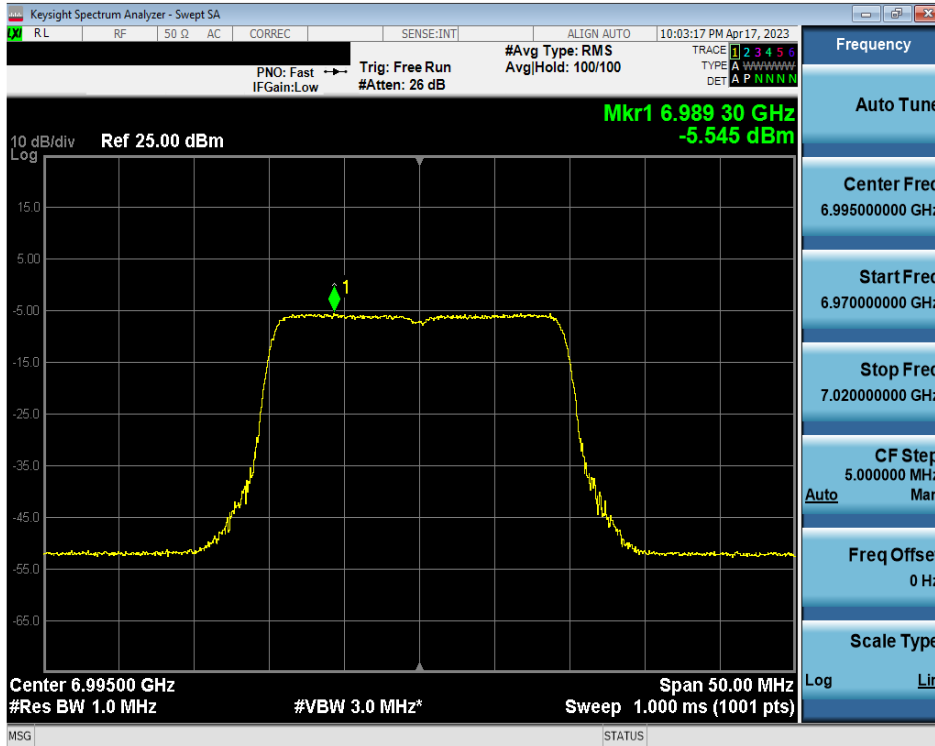 Keysight Spectrum Analyzer - Swept SA
LXI RL RF 50 Ω AC CORREC SENSE:INT ALIGN AUTO 10:03:17 PM Apr 17, 2023
PNO: Fast
IFGain:Low
Trig: Free Run
#Atten: 26 dB
#Avg Type: RMS
Avg|Hold: 100/100
TRACE 1 2 3 4 5 6
TYPE A WWWWW
DET A P N N N N
Mkr1 6.989 30 GHz
-5.545 dBm
10 dB/div Ref 25.00 dBm
Log
15.0
5.00
-5.00
-15.0
-25.0
-35.0
-45.0
-55.0
-65.0
1
Center 6.99500 GHz Span 50.00 MHz
#Res BW 1.0 MHz #VBW 3.0 MHz* Sweep 1.000 ms (1001 pts)
MSG STATUS
Frequency
Auto Tune
Center Freq
6.995000000 GHz
Start Freq
6.970000000 GHz
Stop Freq
7.020000000 GHz
CF Step
5.000000 MHz
Auto Man
Freq Offset
0 Hz
Scale Type
Log Lin